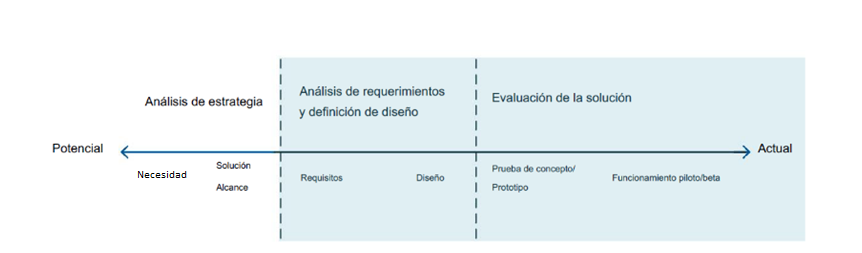 Análisis de estrategia
Análisis de requerimientos
y definición de diseño
Evaluación de la solución
Potencial
Actual
Necesidad
Solución
Alcance
Requisitos
Diseño
Prueba de concepto/
Prototipo
Funcionamiento piloto/beta